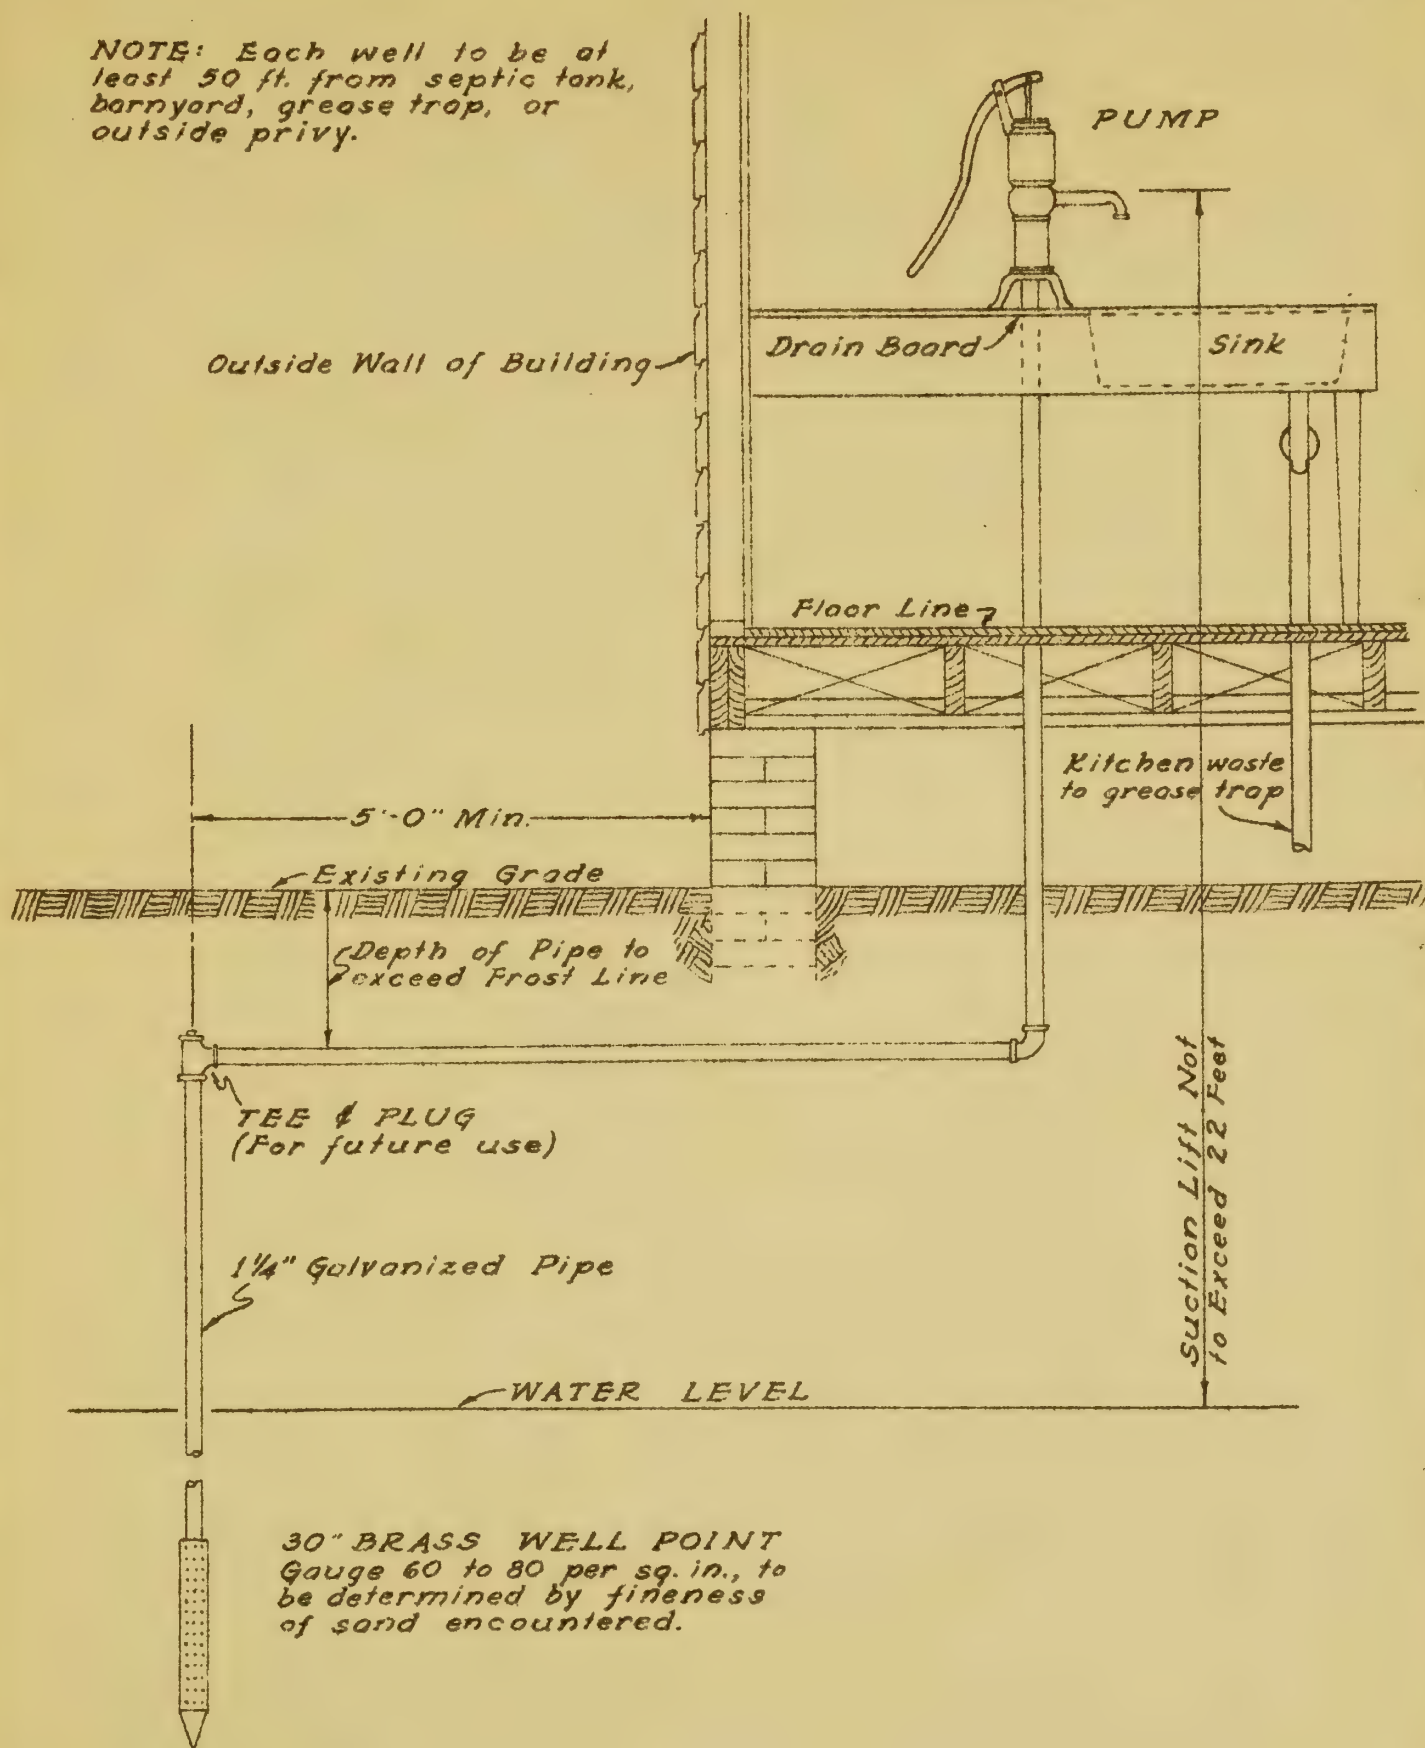 NOTE: Each well to be at
least 50 ft. from septic tank,
barnyard, grease trap, or
outside privy.
PUMP
Outside Wall of Building
Drain Board
Sink
Floor Line
Kitchen waste
to grease trap
5'-0" Min.
Existing Grade
Depth of Pipe to
exceed Frost Line
TEE & PLUG
(For future use)
Suction Lift Not
to Exceed 22 Feet
1¼" Galvanized Pipe
WATER LEVEL
30" BRASS WELL POINT
Gauge 60 to 80 per sq. in., to
be determined by fineness
of sand encountered.